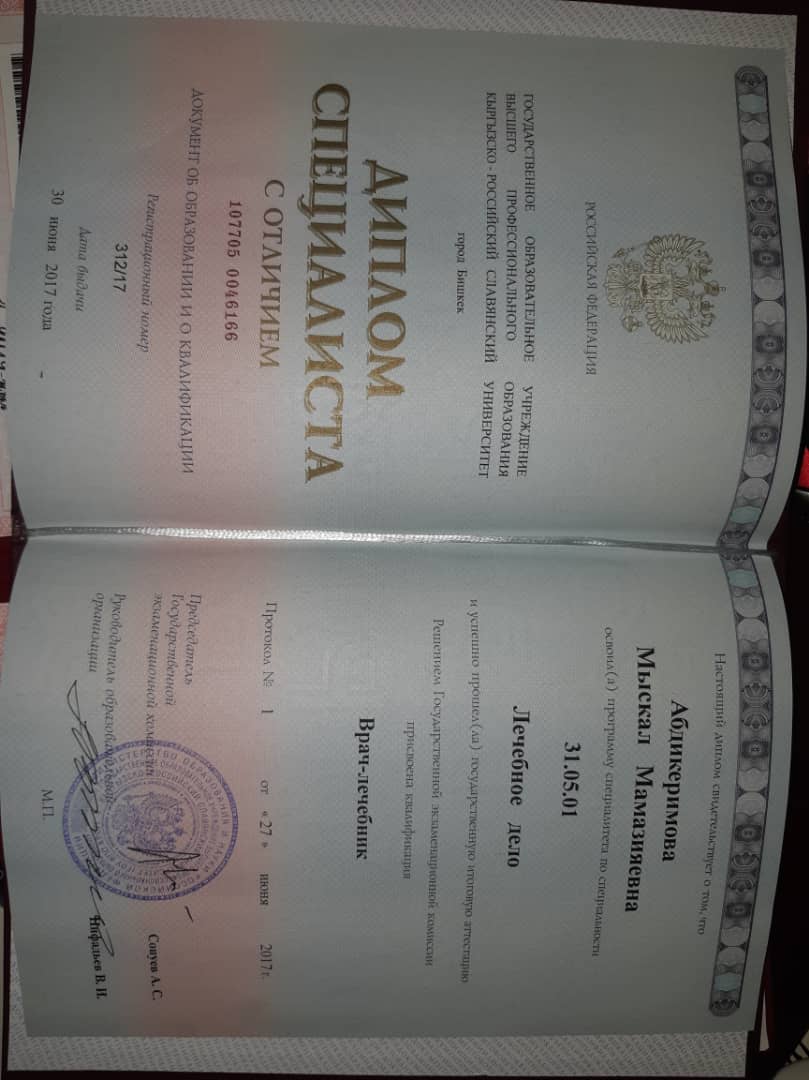 РОССИЙСКАЯ ФЕДЕРАЦИЯ
ГОСУДАРСТВЕННОЕ ОБРАЗОВАТЕЛЬНОЕ УЧРЕЖДЕНИЕ
ВЫСШЕГО ПРОФЕССИОНАЛЬНОГО ОБРАЗОВАНИЯ
КЫРГЫЗСКО-РОССИЙСКИЙ СЛАВЯНСКИЙ УНИВЕРСИТЕТ
город Бишкек
ДИПЛОМ
СПЕЦИАЛИСТА
С ОТЛИЧИЕМ
107705 0046166
ДОКУМЕНТ ОБ ОБРАЗОВАНИИ И О КВАЛИФИКАЦИИ
Регистрационный номер
312/17
Дата выдачи
30 июня 2017 года
Настоящий диплом свидетельствует о том, что
Абдикеримова
Мыскал Мамазияевна
освоил(а) программу специалитета по специальности
31.05.01
Лечебное дело
и успешно прошел(ла) государственную итоговую аттестацию
Решением Государственной экзаменационной комиссии
присвоена квалификация
Врач-лечебник
Протокол № 1 от « 27 » июня 2017 г.
Председатель
Государственной
экзаменационной комиссии
Совуев А. С.
Руководитель образовательной
организации
Нифадьев В. И.
М.П.